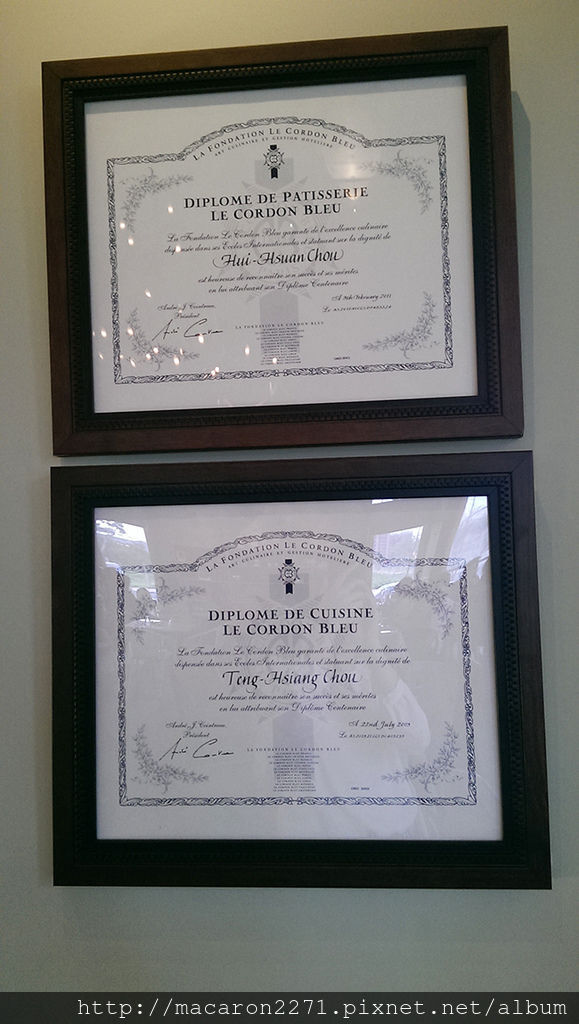 LA FONDATION LE CORDON BLEU
ART CULINAIRE ET GESTION HOTELIERE
DIPLOME DE PATISSERIE
LE CORDON BLEU
La Fondation Le Cordon Bleu garante de l'excellence culinaire
dispensée dans ses Ecoles Internationales et statuant sur la dignité de
Hui-Hsuan Chou
est heureuse de reconnaître son succès et ses mérites
en lui attribuant son Diplôme Centenaire
André J. Cointreau
Président
A 9th February 2011
LA FONDATION LE CORDON BLEU
LA FONDATION LE CORDON BLEU
ART CULINAIRE ET GESTION HOTELIERE
DIPLOME DE CUISINE
LE CORDON BLEU
La Fondation Le Cordon Bleu garante de l'excellence culinaire
dispensée dans ses Ecoles Internationales et statuant sur la dignité de
Teng-Hsiang Chou
est heureuse de reconnaître son succès et ses mérites
en lui attribuant son Diplôme Centenaire
André J. Cointreau
Président
A 22nd July
LA FONDATION LE CORDON BLEU
http://macaron2271.pixnet.net/album